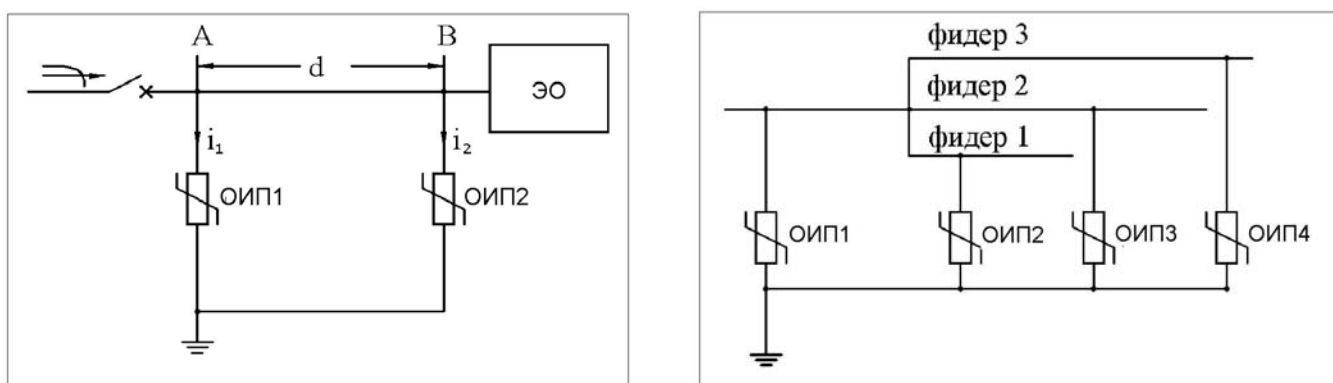 A
B
d
ЭО
i₁
i₂
ОИП1
ОИП2
фидер 3
фидер 2
фидер 1
ОИП1
ОИП2
ОИП3
ОИП4